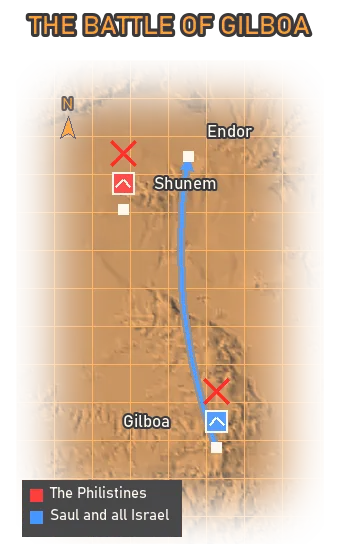 THE BATTLE OF GILBOA
N
Endor
Shunem
Gilboa
The Philistines
Saul and all Israel